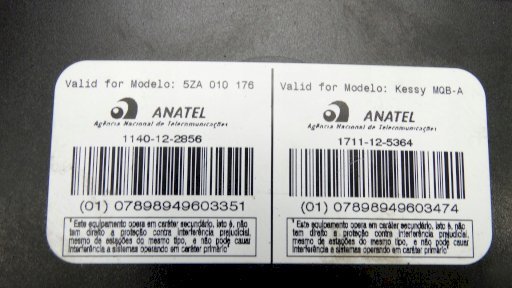 Valid for Modelo: 5ZA 010 176
ANATEL
Agência Nacional de Telecomunicações
1140-12-2856
(01) 07898949603351
"Este equipamento opera em caráter secundário, isto é, não
tem direito a proteção contra interferência prejudicial,
mesmo de estações do mesmo tipo, e não pode causar
interferência a sistemas operando em caráter primário"
Valid for Modelo: Kessy MQB-A
ANATEL
Agência Nacional de Telecomunicações
1711-12-5364
(01) 07898949603474
"Este equipamento opera em caráter secundário, isto é, não
tem direito a proteção contra interferência prejudicial,
mesmo de estações do mesmo tipo, e não pode causar
interferência a sistemas operando em caráter primário"